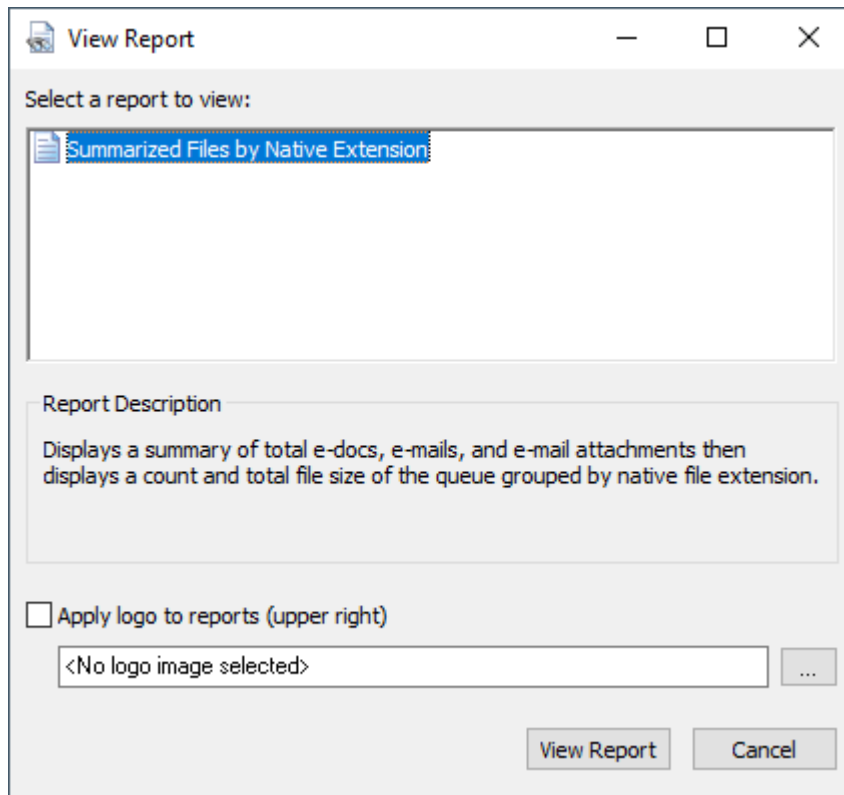 View Report
Select a report to view:
Summarized Files by Native Extension
Report Description
Displays a summary of total e-docs, e-mails, and e-mail attachments then
displays a count and total file size of the queue grouped by native file extension.
Apply logo to reports (upper right)
<No logo image selected>
...
View Report
Cancel